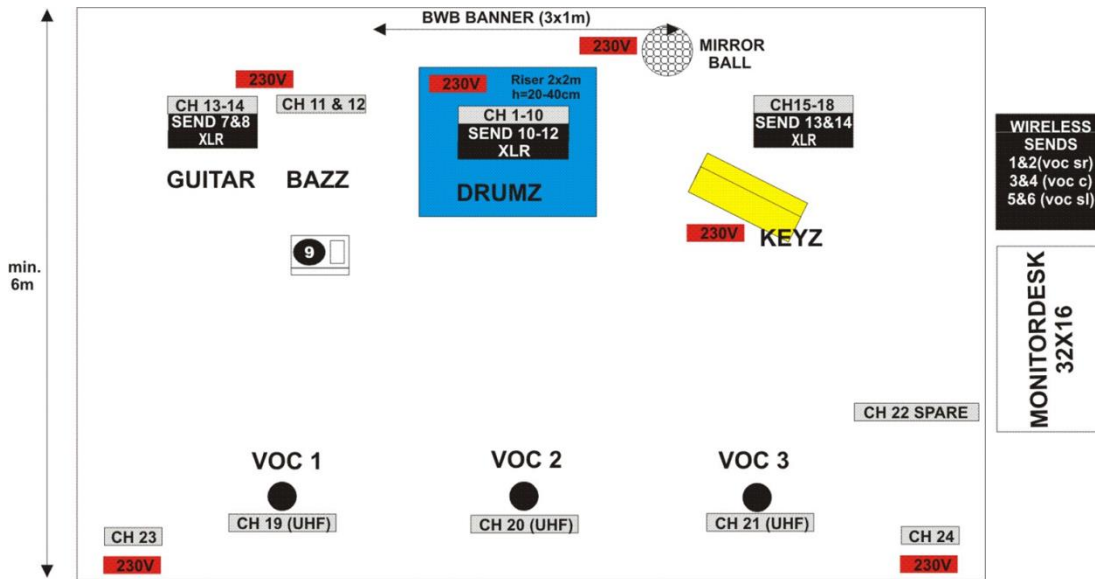 BWB BANNER (3x1m)
230V
MIRROR
BALL
230V
230V
Riser 2x2m
h=20-40cm
CH 13-14
SEND 7&8
XLR
CH 11 & 12
CH 1-10
SEND 10-12
XLR
CH15-18
SEND 13&14
XLR
WIRELESS
SENDS
1&2(voc sr)
3&4 (voc c)
5&6 (voc sl)
GUITAR
BAZZ
DRUMZ
230V
KEYZ
9
min.
6m
MONITORDESK
32X16
CH 22 SPARE
VOC 1
VOC 2
VOC 3
CH 19 (UHF)
CH 20 (UHF)
CH 21 (UHF)
CH 23
CH 24
230V
230V